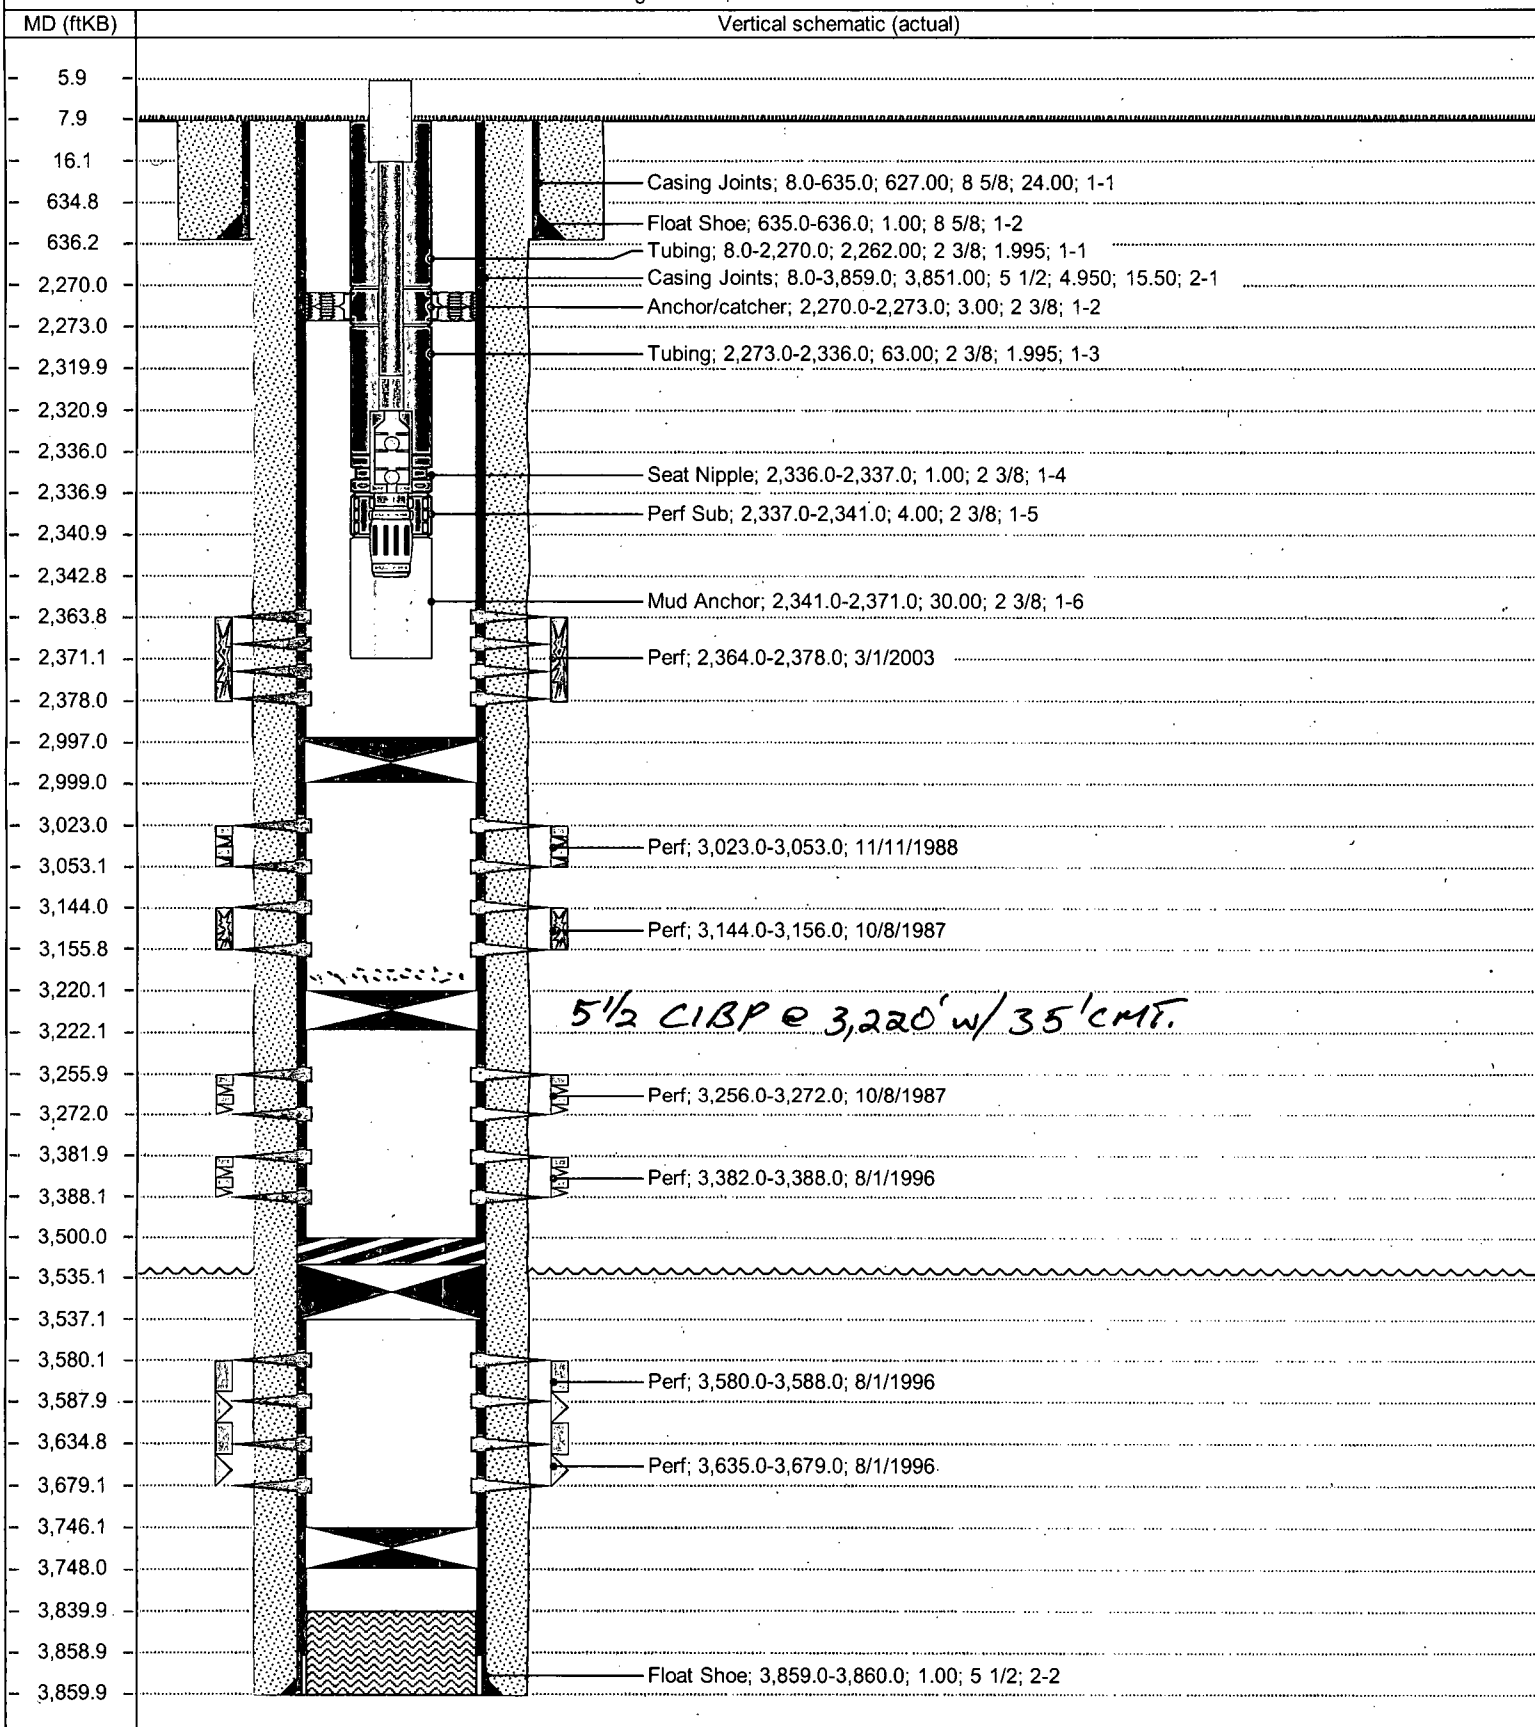 MD (ftKB) Vertical schematic (actual)
5.9
7.9
16.1
Casing Joints; 8.0-635.0; 627.00; 8 5/8; 24.00; 1-1
634.8
Float Shoe; 635.0-636.0; 1.00; 8 5/8; 1-2
636.2
Tubing; 8.0-2,270.0; 2,262.00; 2 3/8; 1.995; 1-1
Casing Joints; 8.0-3,859.0; 3,851.00; 5 1/2; 4.950; 15.50; 2-1
2,270.0
Anchor/catcher; 2,270.0-2,273.0; 3.00; 2 3/8; 1-2
2,273.0
Tubing; 2,273.0-2,336.0; 63.00; 2 3/8; 1.995; 1-3
2,319.9
2,320.9
2,336.0
Seat Nipple; 2,336.0-2,337.0; 1.00; 2 3/8; 1-4
2,336.9
Perf Sub; 2,337.0-2,341.0; 4.00; 2 3/8; 1-5
2,340.9
2,342.8
Mud Anchor; 2,341.0-2,371.0; 30.00; 2 3/8; 1-6
2,363.8
2,371.1 Perf; 2,364.0-2,378.0; 3/1/2003
2,378.0
2,997.0
2,999.0
3,023.0
Perf; 3,023.0-3,053.0; 11/11/1988
3,053.1
3,144.0
Perf; 3,144.0-3,156.0; 10/8/1987
3,155.8
3,220.1
5 1/2 CIBP @ 3,220' w/ 35' CMT.
3,222.1
3,255.9
Perf; 3,256.0-3,272.0; 10/8/1987
3,272.0
3,381.9
Perf; 3,382.0-3,388.0; 8/1/1996
3,388.1
3,500.0
3,535.1
3,537.1
3,580.1
Perf; 3,580.0-3,588.0; 8/1/1996
3,587.9
3,634.8
Perf; 3,635.0-3,679.0; 8/1/1996
3,679.1
3,746.1
3,748.0
3,839.9
3,858.9
Float Shoe; 3,859.0-3,860.0; 1.00; 5 1/2; 2-2
3,859.9